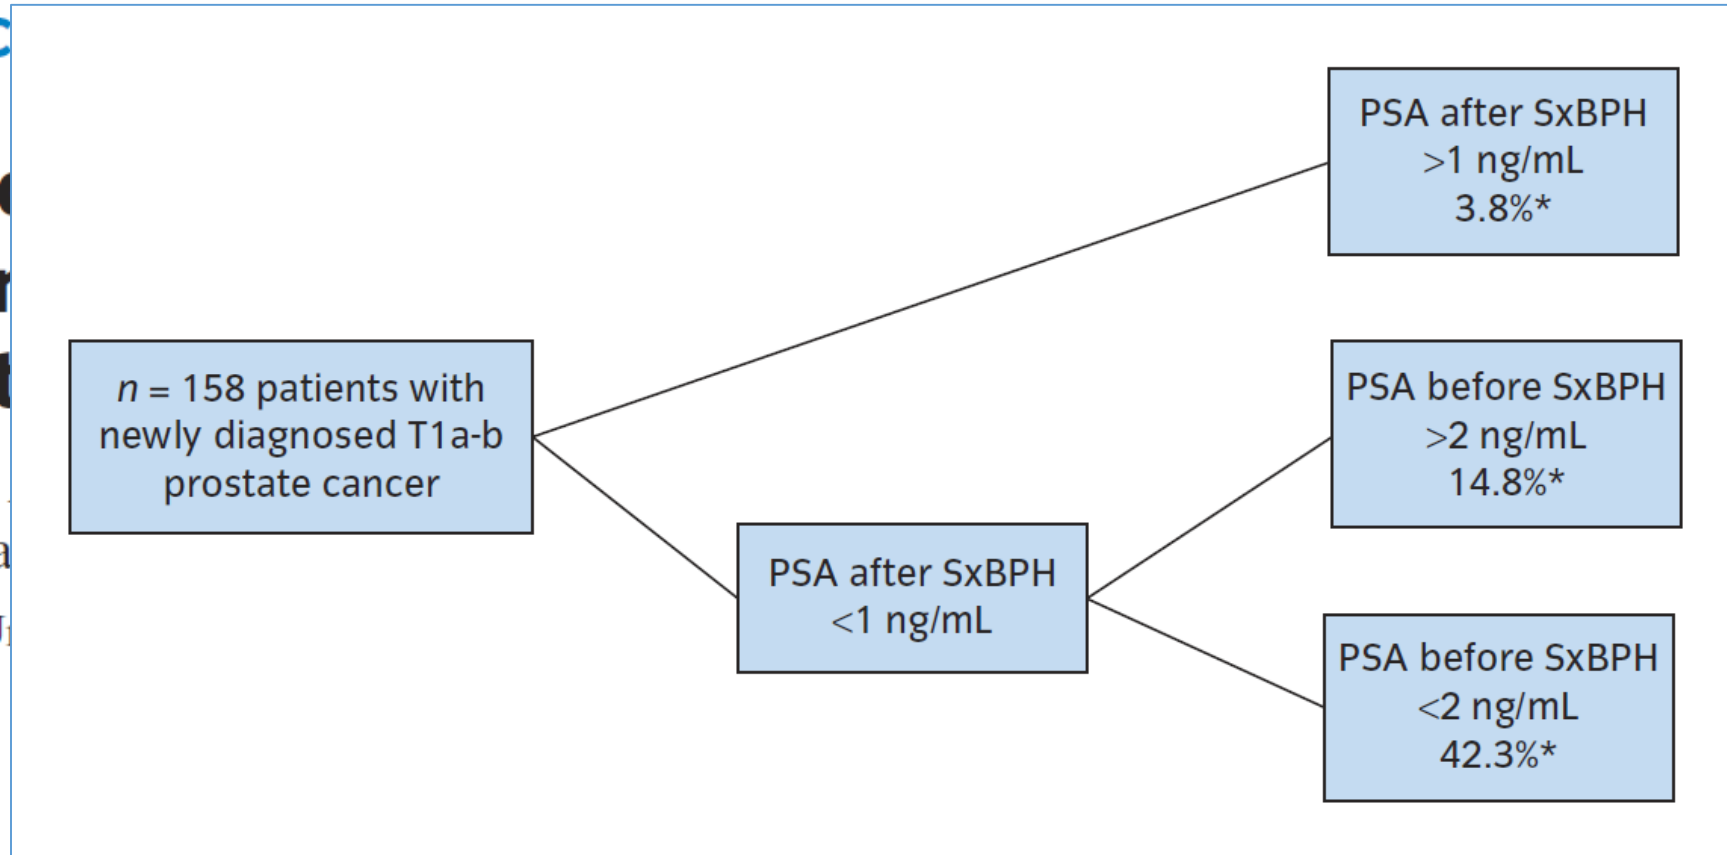 n = 158 patients with
newly diagnosed T1a-b
prostate cancer
PSA after SxBPH
>1 ng/mL
3.8%*
PSA after SxBPH
<1 ng/mL
PSA before SxBPH
>2 ng/mL
14.8%*
PSA before SxBPH
<2 ng/mL
42.3%*